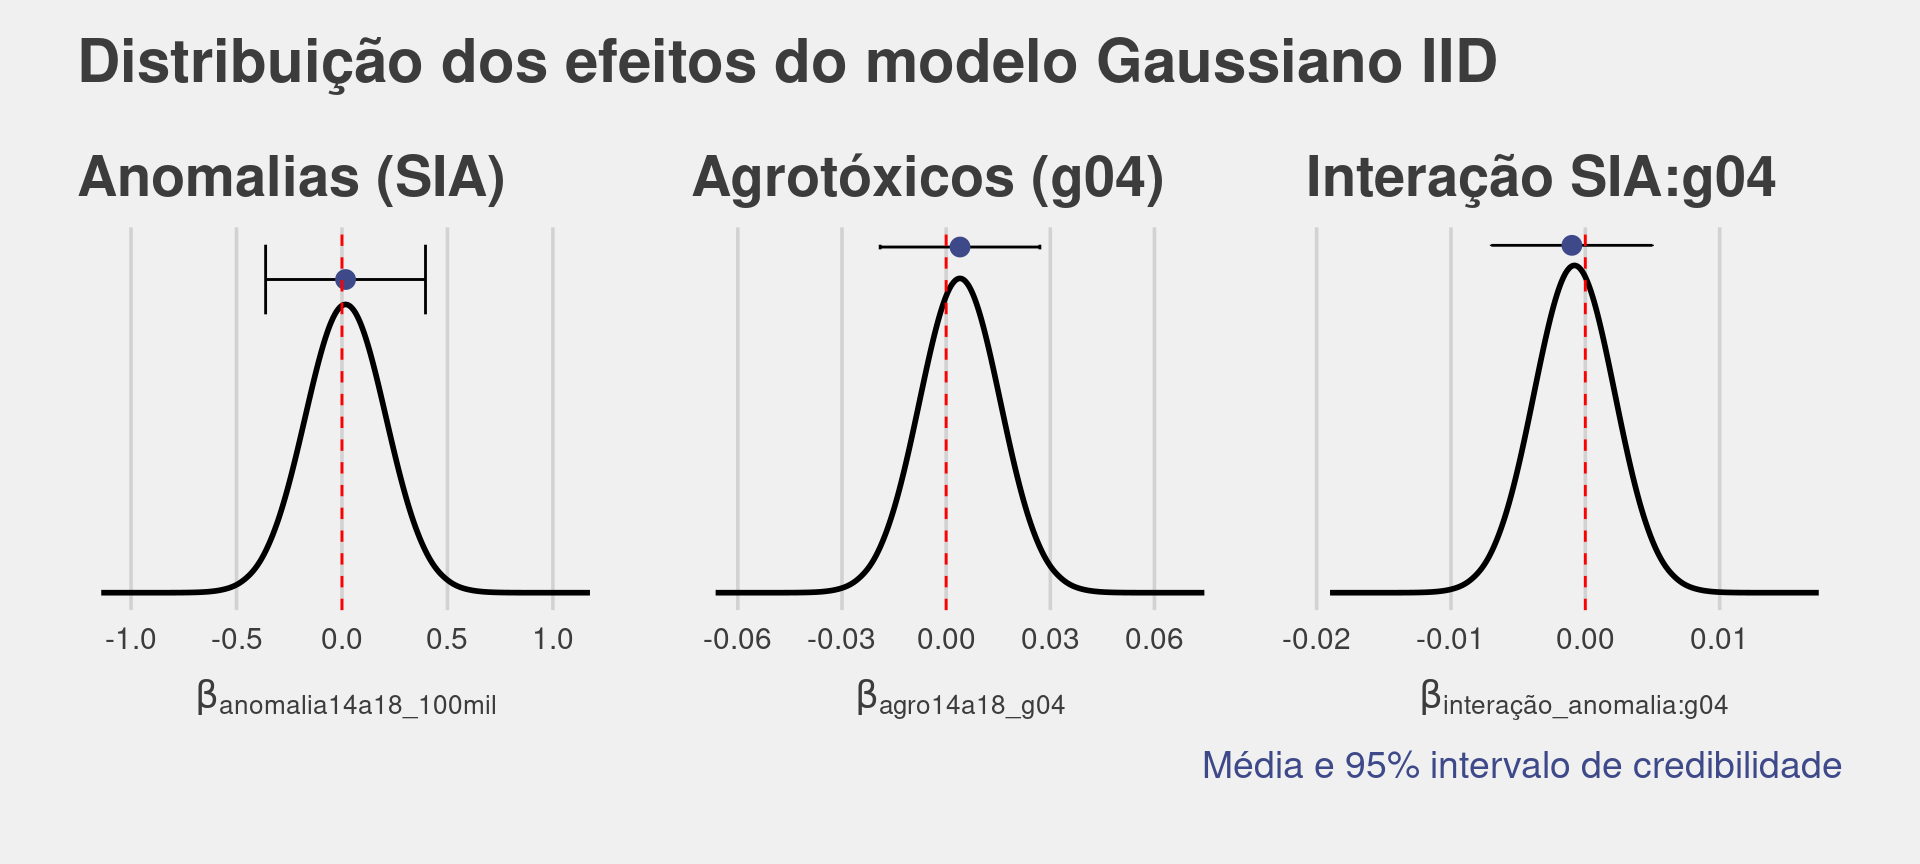 Distribuição dos efeitos do modelo Gaussiano IID
Anomalias (SIA)
-1.0 -0.5 0.0 0.5 1.0
βanomalia14a18_100mil
Agrotóxicos (g04)
-0.06 -0.03 0.00 0.03 0.06
βagro14a18_g04
Interação SIA:g04
-0.02 -0.01 0.00 0.01
βinteração_anomalia:g04
Média e 95% intervalo de credibilidade